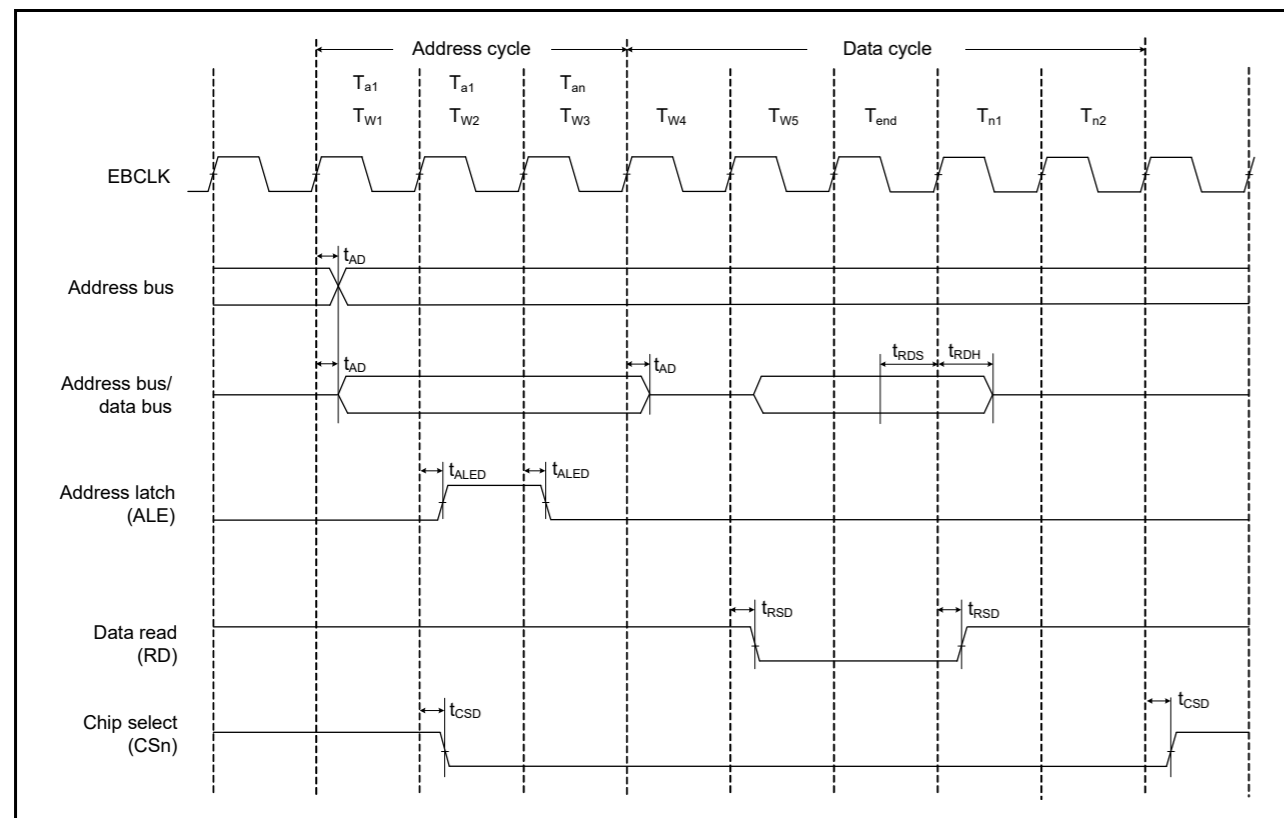 Address cycle Data cycle
Ta1 Ta1 Tan
TW1 TW2 TW3 TW4 TW5 Tend Tn1 Tn2
EBCLK
tAD
Address bus
tAD tAD tRDS tRDH
Address bus/
data bus
tALED tALED
Address latch
(ALE)
tRSD tRSD
Data read
(RD)
tCSD tCSD
Chip select
(CSn)